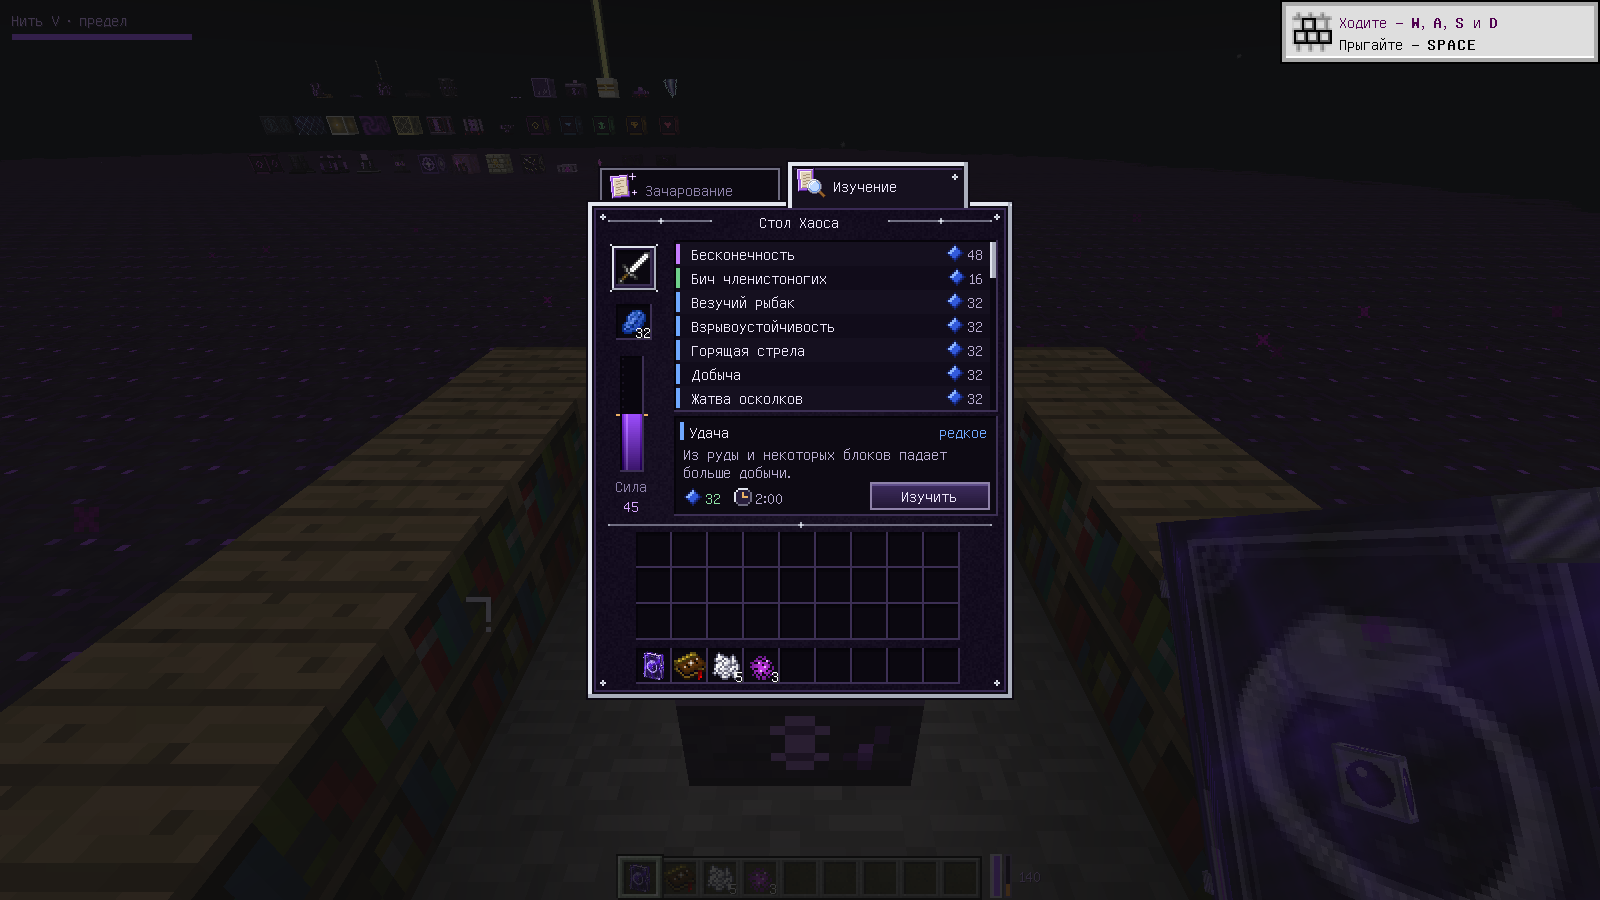 Нить V · предел
Ходите – W, A, S и D
Прыгайте – SPACE
Зачарование
Изучение
Стол Хаоса
Бесконечность 48
Бич членистоногих 16
Везучий рыбак 32
32
Взрывоустойчивость 32
Горящая стрела 32
Добыча 32
Жатва осколков 32
Удача редкое
Из руды и некоторых блоков падает
больше добычи.
32 2:00 Изучить
Сила
45
5 3
5 3 140